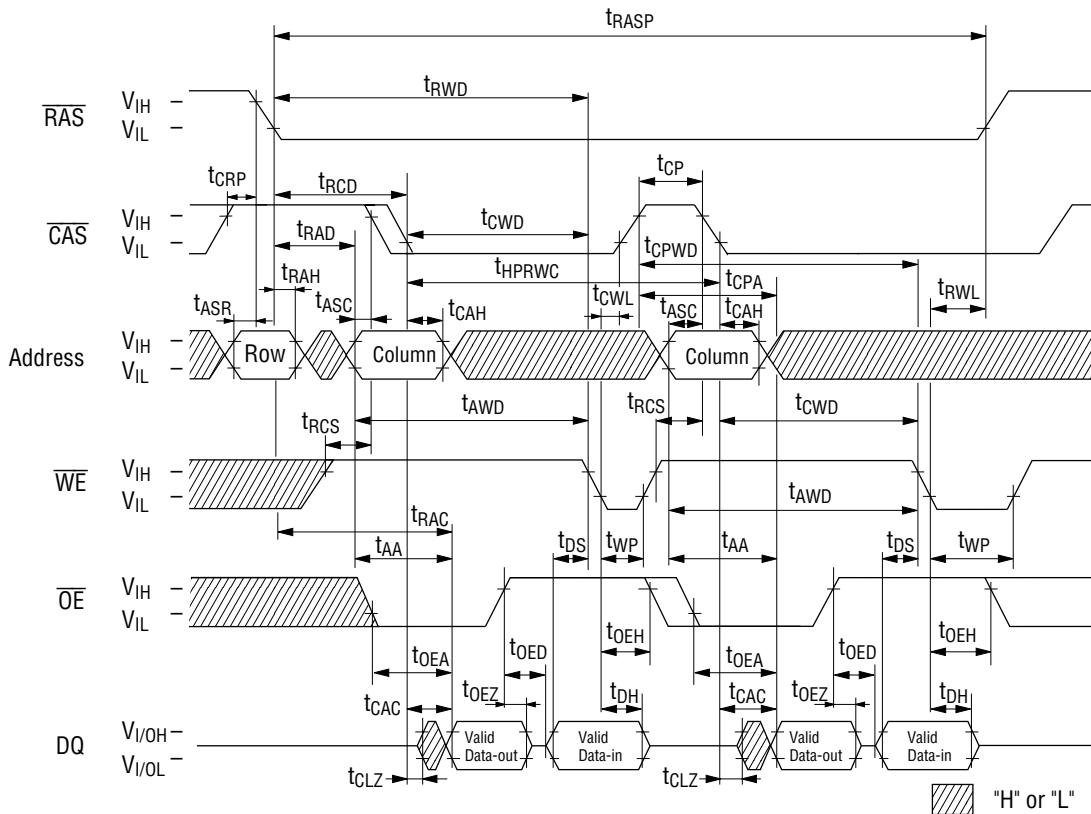 tRASP
tRWD
RAS
VIH
VIL
tCRP
tRCD
tCP
CAS
VIH
VIL
tRAD
tCWD
tCPWD
tHPRWC
tCPA
tRAH
tCWL
tRWL
tASR
tASC
tCAH
tASC
tCAH
Address
VIH
VIL
Row
Column
Column
tAWD
tRCS
tRCS
tCWD
WE
VIH
VIL
tAWD
tRAC
tAA
tDS
tWP
tAA
tDS
tWP
OE
VIH
VIL
tOEA
tOED
tOEH
tOEA
tOED
tOEH
tCAC
tOEZ
tDH
tCAC
tOEZ
tDH
DQ
VI/OH
VI/OL
Valid
Data-out
Valid
Data-in
Valid
Data-out
Valid
Data-in
tCLZ
tCLZ
"H" or "L"